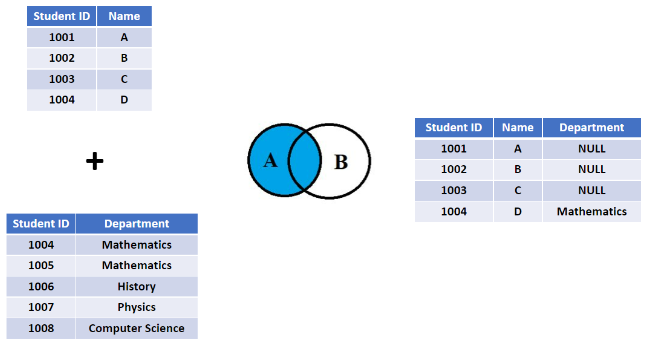 Student ID Name
1001 A
1002 B
1003 C
1004 D
+
Student ID Department
1004 Mathematics
1005 Mathematics
1006 History
1007 Physics
1008 Computer Science
A B
Student ID Name Department
1001 A NULL
1002 B NULL
1003 C NULL
1004 D Mathematics